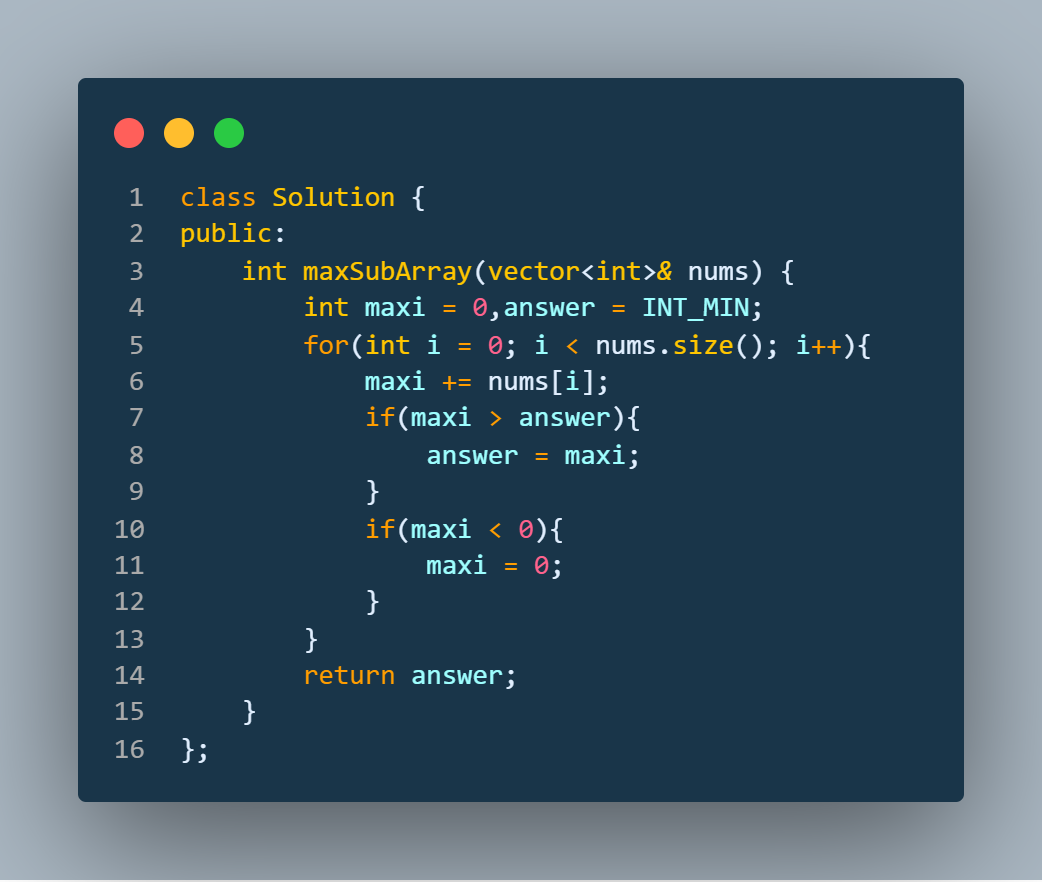 1 class Solution {
2 public:
3     int maxSubArray(vector<int>& nums) {
4         int maxi = 0,answer = INT_MIN;
5         for(int i = 0; i < nums.size(); i++){
6             maxi += nums[i];
7             if(maxi > answer){
8                 answer = maxi;
9             }
10             if(maxi < 0){
11                 maxi = 0;
12             }
13         }
14         return answer;
15     }
16 };